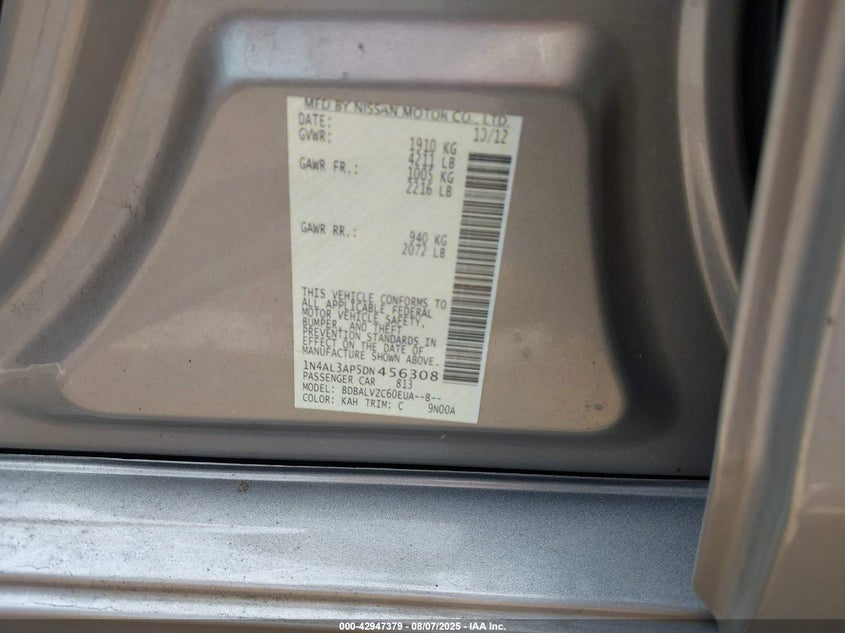 MFD BY NISSAN MOTOR CO., LTD.
DATE: 10/12
GVWR: 1910 KG
4211 LB
GAWR FR.: 1005 KG
2216 LB
GAWR RR.: 940 KG
2072 LB
THIS VEHICLE CONFORMS TO
ALL APPLICABLE FEDERAL
MOTOR VEHICLE SAFETY,
BUMPER, AND THEFT
PREVENTION STANDARDS IN
EFFECT ON THE DATE OF
MANUFACTURE SHOWN ABOVE.
1N4AL3AP5DN456308
PASSENGER CAR 813
MODEL: BDBALVZC60EUA--B--
COLOR: KAH TRIM: C 9N00A
000-42947379 - 08/07/2025 - IAA Inc.